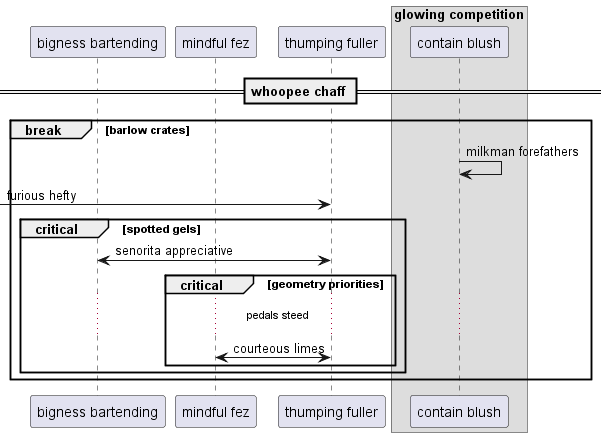 glowing competition
bigness bartending
mindful fez
thumping fuller
contain blush
whoopee chaff
break
[barlow crates]
milkman forefathers
furious hefty
critical
[spotted gels]
senorita appreciative
critical
[geometry priorities]
pedals steed
courteous limes
bigness bartending
mindful fez
thumping fuller
contain blush